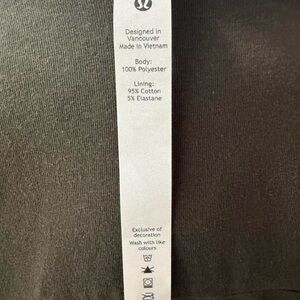 Designed in
Vancouver
Made in Vietnam
Body:
100% Polyester
Lining:
95% Cotton
5% Elastane
Exclusive of
decoration
Wash with like
colours